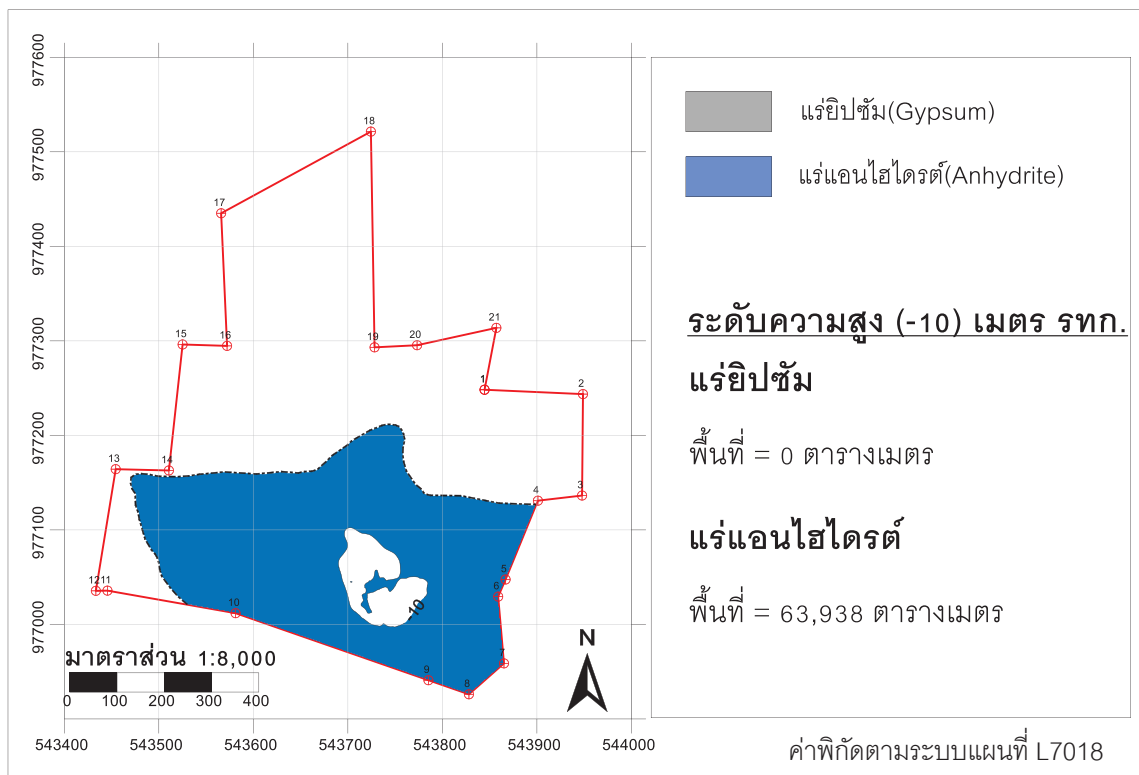 977600
977500
977400
977300
977200
977100
977000
18
17
21
15
16
19
20
1
2
13
14
4
3
5
12
11
6
10
10
7
9
8
มาตราส่วน 1:8,000
0 100 200 300 400
N
543400 543500 543600 543700 543800 543900 544000
แร่ยิปซัม(Gypsum)
แร่แอนไฮไดรต์(Anhydrite)
ระดับความสูง (-10) เมตร รทก.
แร่ยิปซัม
พื้นที่ = 0 ตารางเมตร
แร่แอนไฮไดรต์
พื้นที่ = 63,938 ตารางเมตร
ค่าพิกัดตามระบบแผนที่ L7018